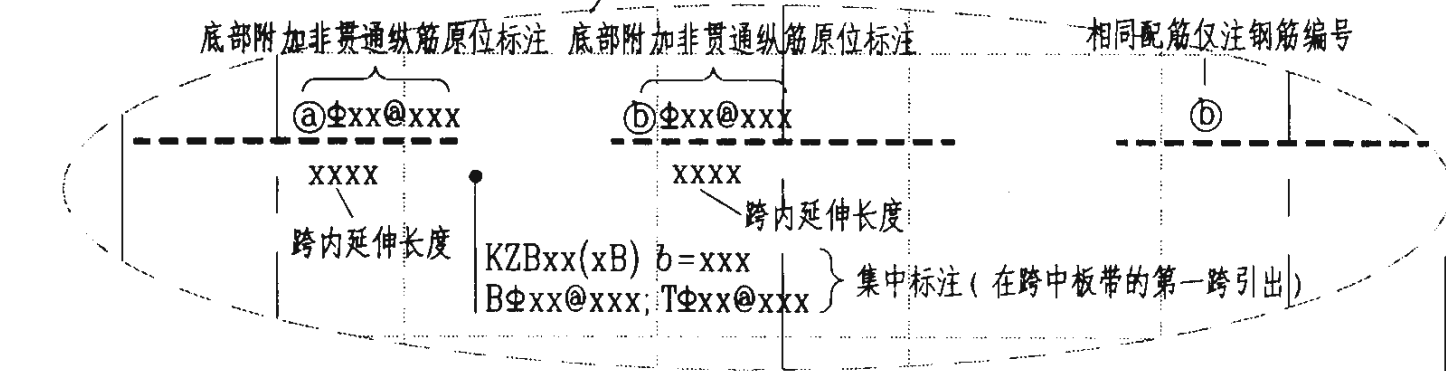 底部附加非贯通纵筋原位标注 底部附加非贯通纵筋原位标注 相同配筋仅注钢筋编号
ⓐΦxx@xxx ⓑΦxx@xxx ⓑ
xxxx xxxx
跨内延伸长度 跨内延伸长度
KZBxx(xB) b=xxx
BΦxx@xxx; TΦxx@xxx
集中标注(在跨中板带的第一跨引出)